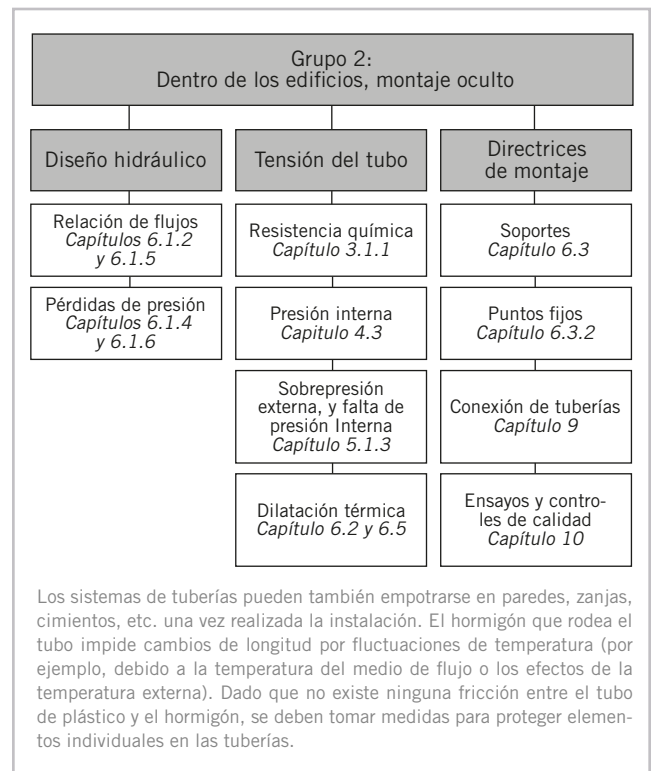 Grupo 2:
Dentro de los edificios, montaje oculto
Diseño hidráulico
Relación de flujos
Capítulos 6.1.2
y 6.1.5
Pérdidas de presión
Capítulos 6.1.4
y 6.1.6
Tensión del tubo
Resistencia química
Capítulo 3.1.1
Presión interna
Capitulo 4.3
Sobrepresión
externa, y falta de
presión Interna
Capítulo 5.1.3
Dilatación térmica
Capítulo 6.2 y 6.5
Directrices
de montaje
Soportes
Capítulo 6.3
Puntos fijos
Capítulo 6.3.2
Conexión de tuberías
Capítulo 9
Ensayos y contro-
les de calidad
Capítulo 10
Los sistemas de tuberías pueden también empotrarse en paredes, zanjas,
cimientos, etc. una vez realizada la instalación. El hormigón que rodea el
tubo impide cambios de longitud por fluctuaciones de temperatura (por
ejemplo, debido a la temperatura del medio de flujo o los efectos de la
temperatura externa). Dado que no existe ninguna fricción entre el tubo
de plástico y el hormigón, se deben tomar medidas para proteger elemen-
tos individuales en las tuberías.